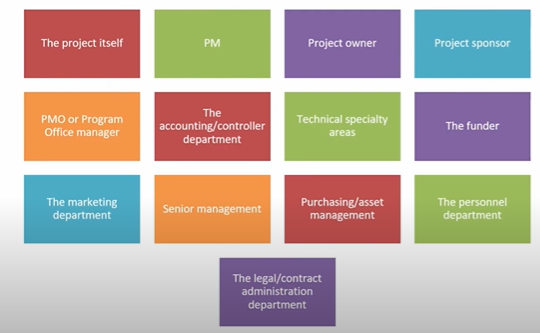 The project itself
PM
Project owner
Project sponsor
PMO or Program
Office manager
The
accounting/controller
department
Technical specialty
areas
The funder
The marketing
department
Senior management
Purchasing/asset
management
The personnel
department
The legal/contract
administration
department